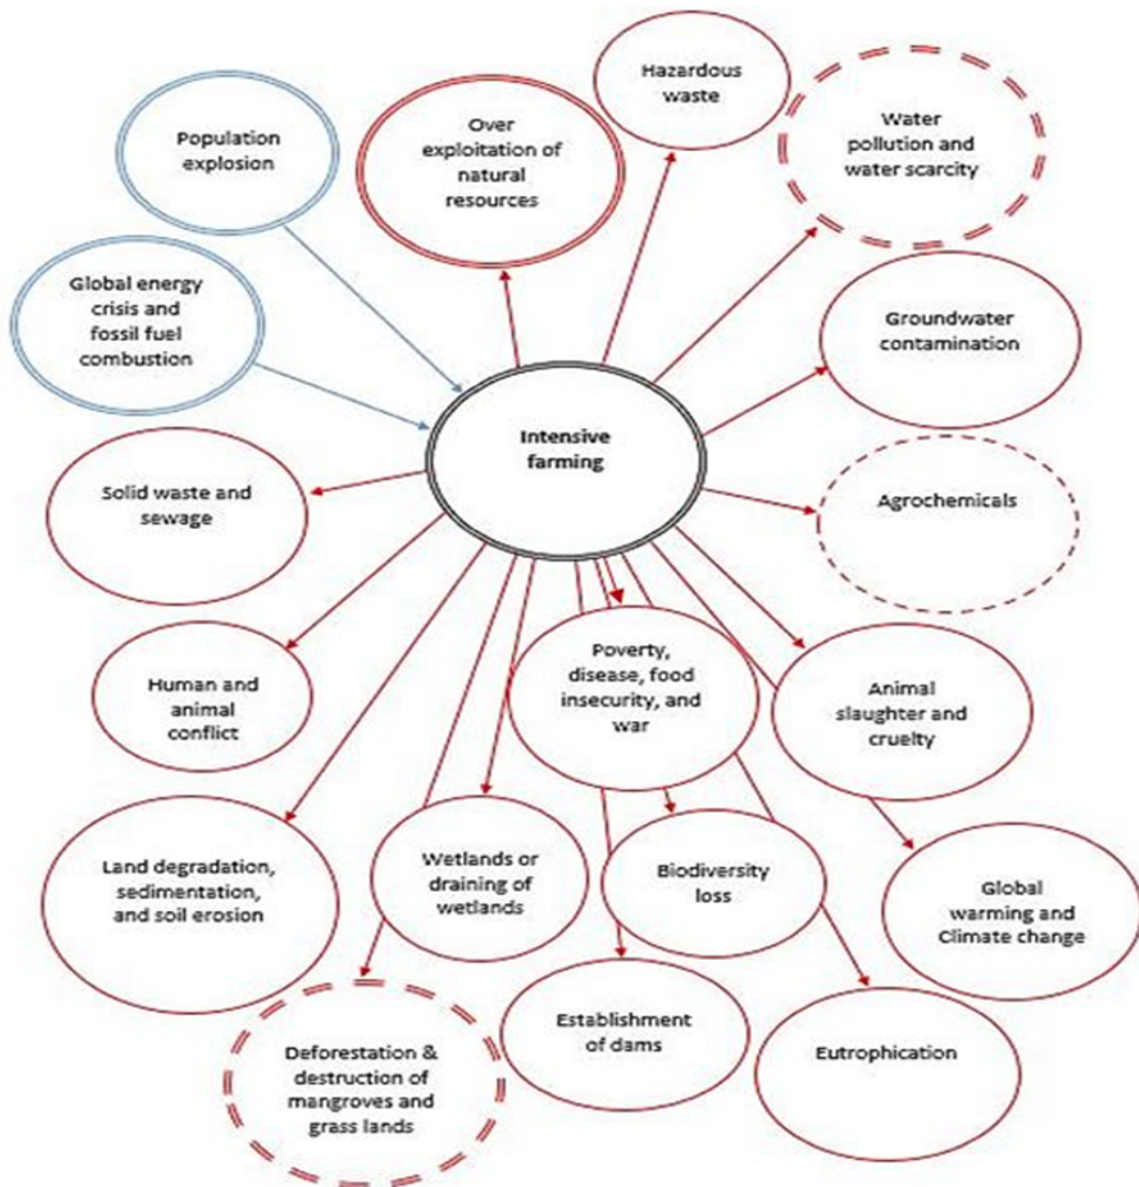 Hazardous
waste
Population
explosion
Over
exploitation of
natural
resources
Water
pollution and
water scarcity
Global energy
crisis and
fossil fuel
combustion
Groundwater
contamination
Intensive
farming
Solid waste and
sewage
Agrochemicals
Human and
animal
conflict
Poverty,
disease, food
insecurity, and
war
Animal
slaughter and
cruelty
Land degradation,
sedimentation,
and soil erosion
Wetlands or
draining of
wetlands
Biodiversity
loss
Global
warming and
Climate change
Deforestation &
destruction of
mangroves and
grass lands
Establishment
of dams
Eutrophication